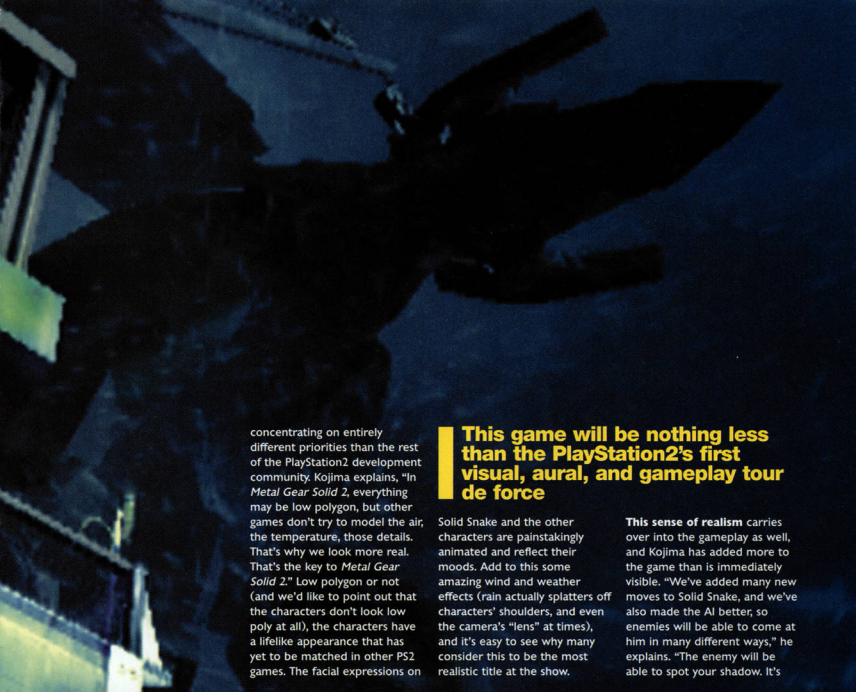 concentrating on entirely
different priorities than the rest
of the PlayStation2 development
community. Kojima explains, “In
Metal Gear Solid 2, everything
may be low polygon, but other
games don’t try to model the air,
the temperature, those details.
That’s why we look more real.
That’s the key to Metal Gear
Solid 2.” Low polygon or not
(and we’d like to point out that
the characters don’t look low
poly at all), the characters have
a lifelike appearance that has
yet to be matched in other PS2
games. The facial expressions on
This game will be nothing less
than the PlayStation2’s first
visual, aural, and gameplay tour
de force
Solid Snake and the other
characters are painstakingly
animated and reflect their
moods. Add to this some
amazing wind and weather
effects (rain actually splatters off
characters’ shoulders, and even
the camera’s “lens” at times),
and it’s easy to see why many
consider this to be the most
realistic title at the show.
This sense of realism carries
over into the gameplay as well,
and Kojima has added more to
the game than is immediately
visible. “We’ve added many new
moves to Solid Snake, and we’ve
also made the AI better, so
enemies will be able to come at
him in many different ways,” he
explains. “The enemy will be
able to spot your shadow. It’s